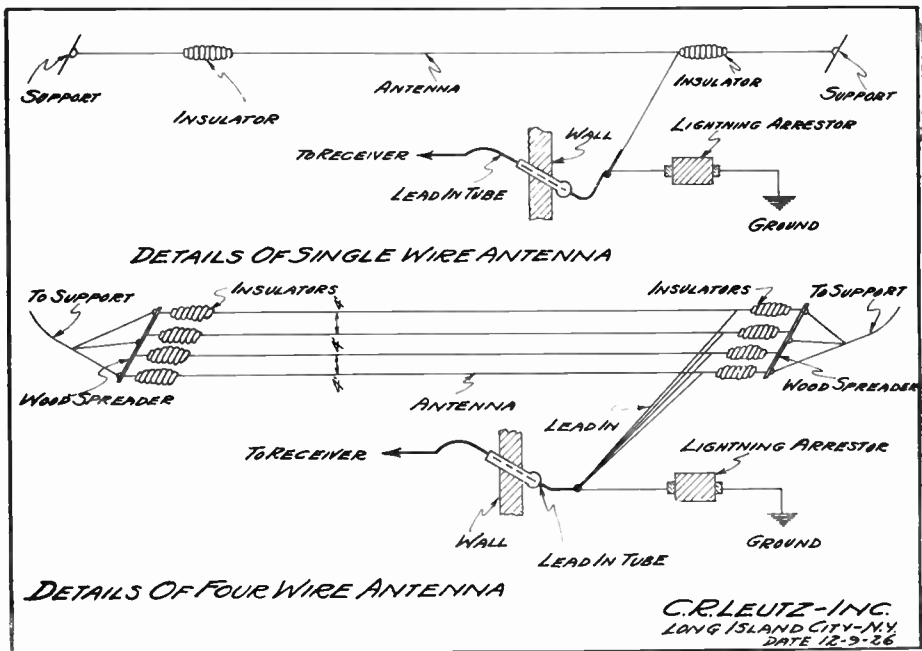 SUPPORT
INSULATOR
ANTENNA
INSULATOR
SUPPORT
WALL
LIGHTNING ARRESTOR
TO RECEIVER
LEAD IN TUBE
GROUND
DETAILS OF SINGLE WIRE ANTENNA
TO SUPPORT
INSULATORS
INSULATORS
TO SUPPORT
WOOD SPREADER
ANTENNA
WOOD SPREADER
LEAD IN
LIGHTNING ARRESTOR
TO RECEIVER
WALL
LEAD IN TUBE
GROUND
DETAILS OF FOUR WIRE ANTENNA
C.R. LEUTZ-INC.
LONG ISLAND CITY-N.Y.
DATE 12-9-26